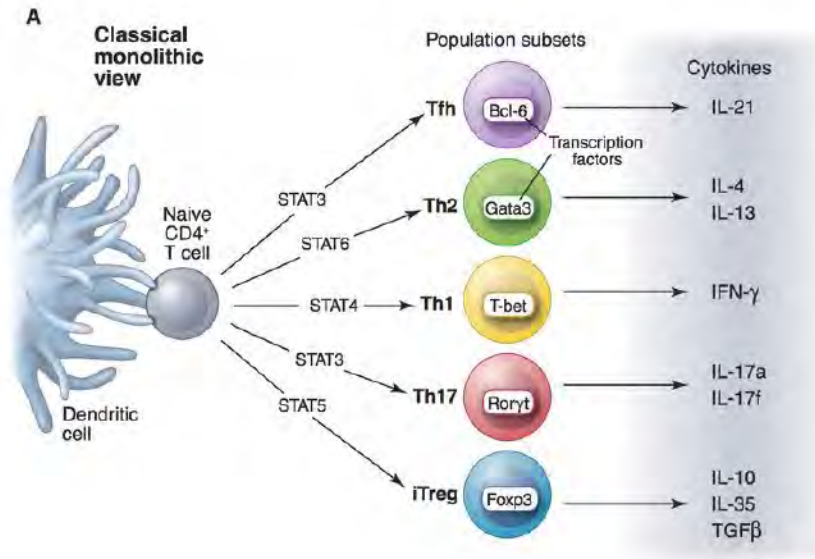 A
Classical
monolithic
view
Population subsets
Cytokines
Tfh
Bcl-6
IL-21
Transcription
factors
STAT3
Th2
Gata3
IL-4
IL-13
Naive
CD4+
T cell
STAT6
STAT4
Th1
T-bet
IFN-γ
STAT3
Th17
Rorγt
IL-17a
IL-17f
STAT5
Dendritic
cell
iTreg
Foxp3
IL-10
IL-35
TGFβ